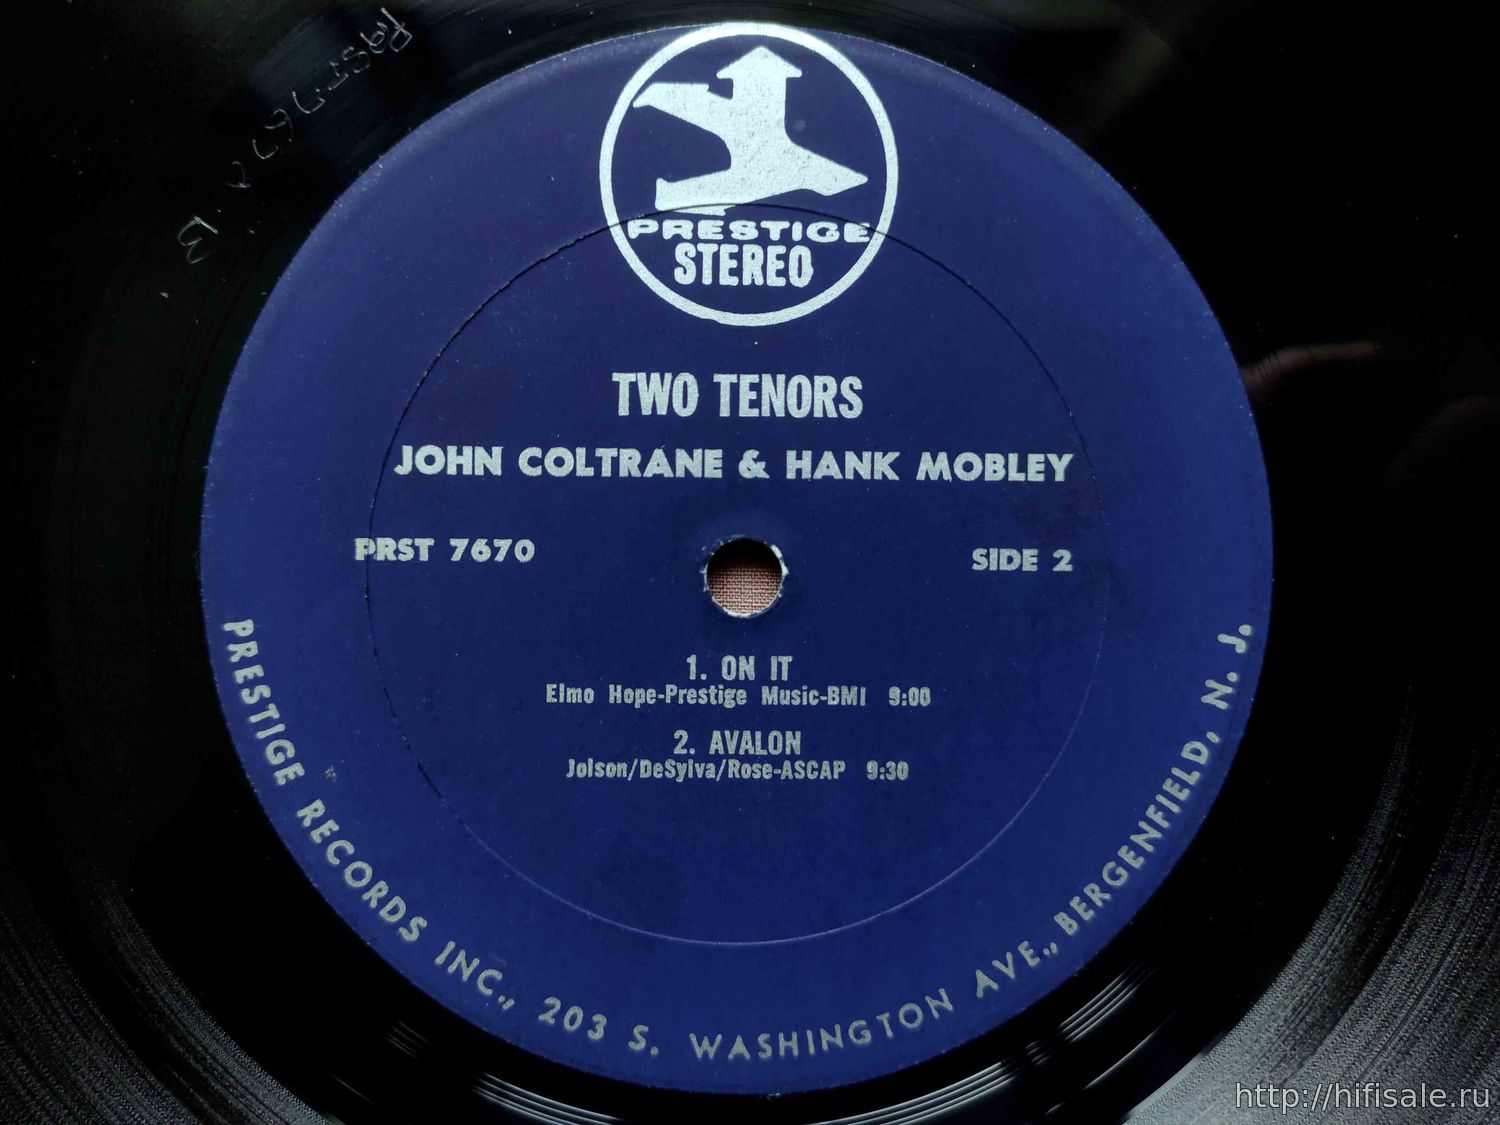 PRST 7670 B
PRESTIGE
STEREO
TWO TENORS
JOHN COLTRANE & HANK MOBLEY
PRST 7670
SIDE 2
1. ON IT
Elmo Hope-Prestige Music-BMI 9:00
2. AVALON
Jolson/DeSylva/Rose-ASCAP 9:30
PRESTIGE RECORDS INC., 203 S. WASHINGTON AVE., BERGENFIELD, N. J.
http://hifisale.ru